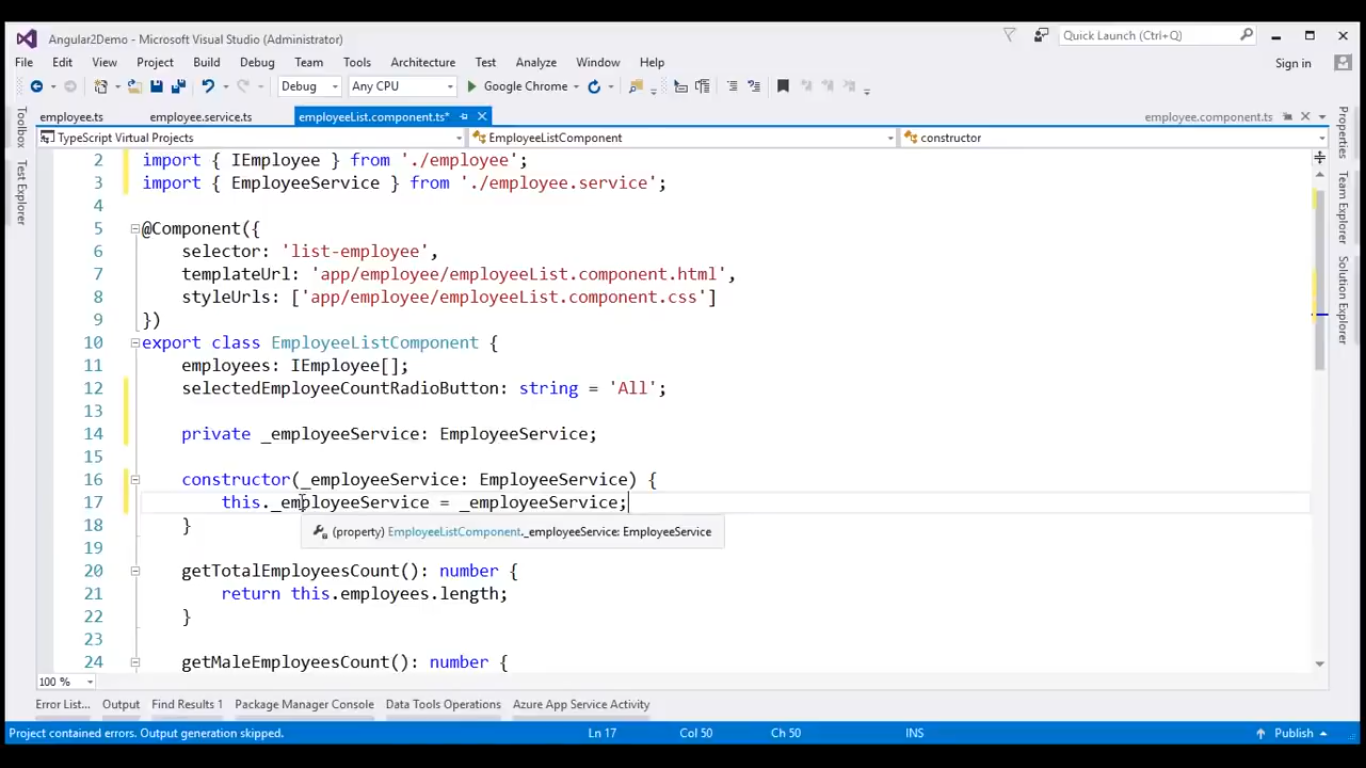 Angular2Demo - Microsoft Visual Studio (Administrator)
Quick Launch (Ctrl+Q)
File Edit View Project Build Debug Team Tools Architecture Test Analyze Window Help
Sign in
Debug Any CPU Google Chrome
Toolbox
Test Explorer
employee.ts employee.service.ts employeeList.component.ts* employee.component.ts
TypeScript Virtual Projects EmployeeListComponent constructor
2 import { IEmployee } from './employee';
3 import { EmployeeService } from './employee.service';
4
5 @Component({
6 selector: 'list-employee',
7 templateUrl: 'app/employee/employeeList.component.html',
8 styleUrls: ['app/employee/employeeList.component.css']
9 })
10 export class EmployeeListComponent {
11 employees: IEmployee[];
12 selectedEmployeeCountRadioButton: string = 'All';
13
14 private _employeeService: EmployeeService;
15
16 constructor(_employeeService: EmployeeService) {
17 this._employeeService = _employeeService;
18 }
(property) EmployeeListComponent._employeeService: EmployeeService
19
20 getTotalEmployeesCount(): number {
21 return this.employees.length;
22 }
23
24 getMaleEmployeesCount(): number {
Properties
Team Explorer
Solution Explorer
100 %
Error List... Output Find Results 1 Package Manager Console Data Tools Operations Azure App Service Activity
Project contained errors. Output generation skipped. Ln 17 Col 50 Ch 50 INS Publish